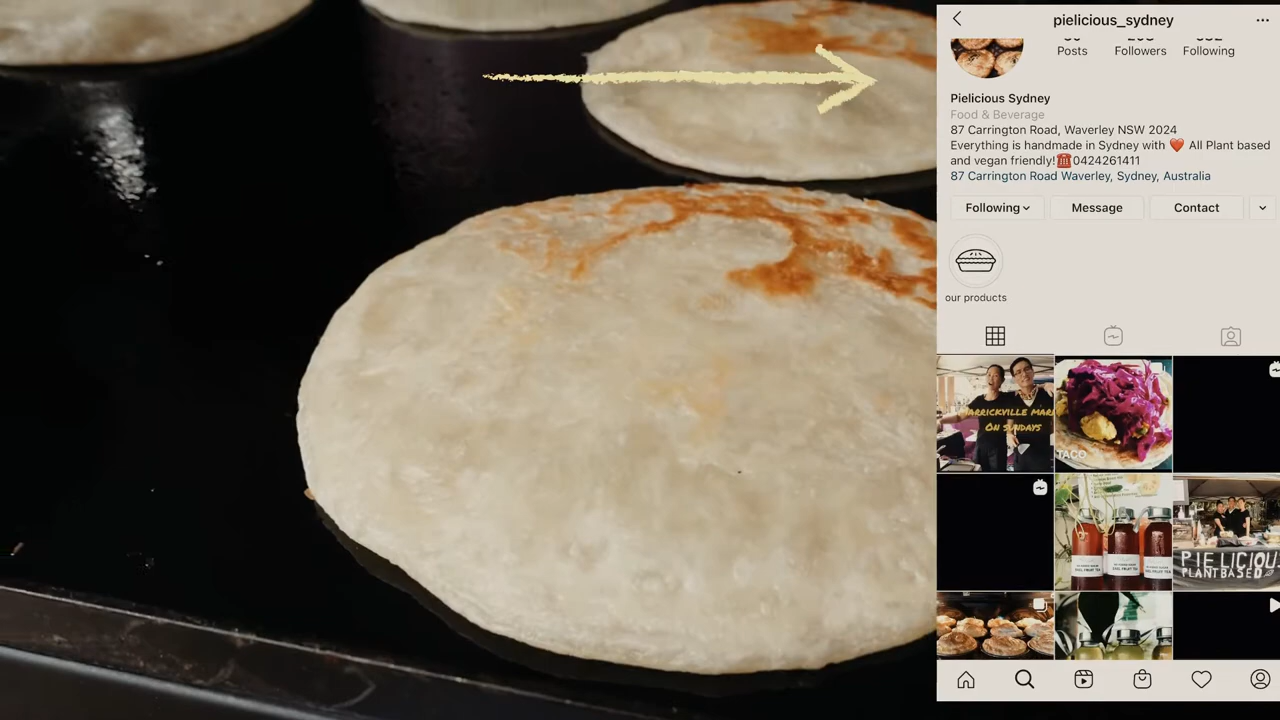 pielicious_sydney
Posts
Followers
Following
Pielicious Sydney
Food & Beverage
87 Carrington Road, Waverley NSW 2024
Everything is handmade in Sydney with ❤️ All Plant based
and vegan friendly!☎️0424261411
87 Carrington Road Waverley, Sydney, Australia
Following
Message
Contact
our products
ON SUNDAYS
TACO
PIE LICIOU
PLANTBASED